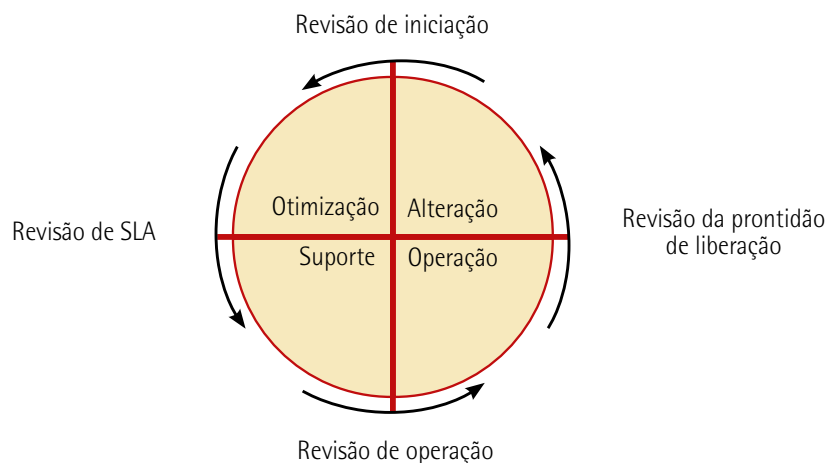 Revisão de iniciação
Otimização
Alteração
Revisão de SLA
Revisão da prontidão
de liberação
Suporte
Operação
Revisão de operação